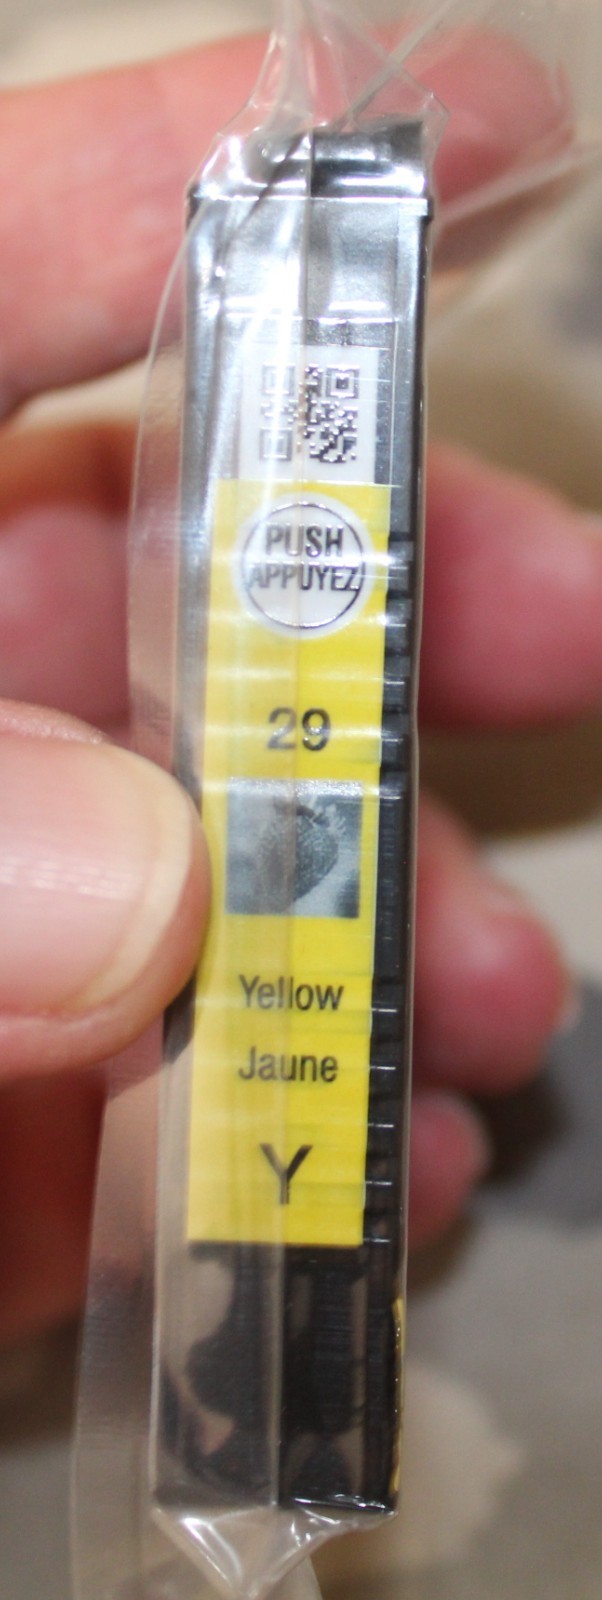 PUSH
APPUYEZ
29
Yellow
Jaune
Y